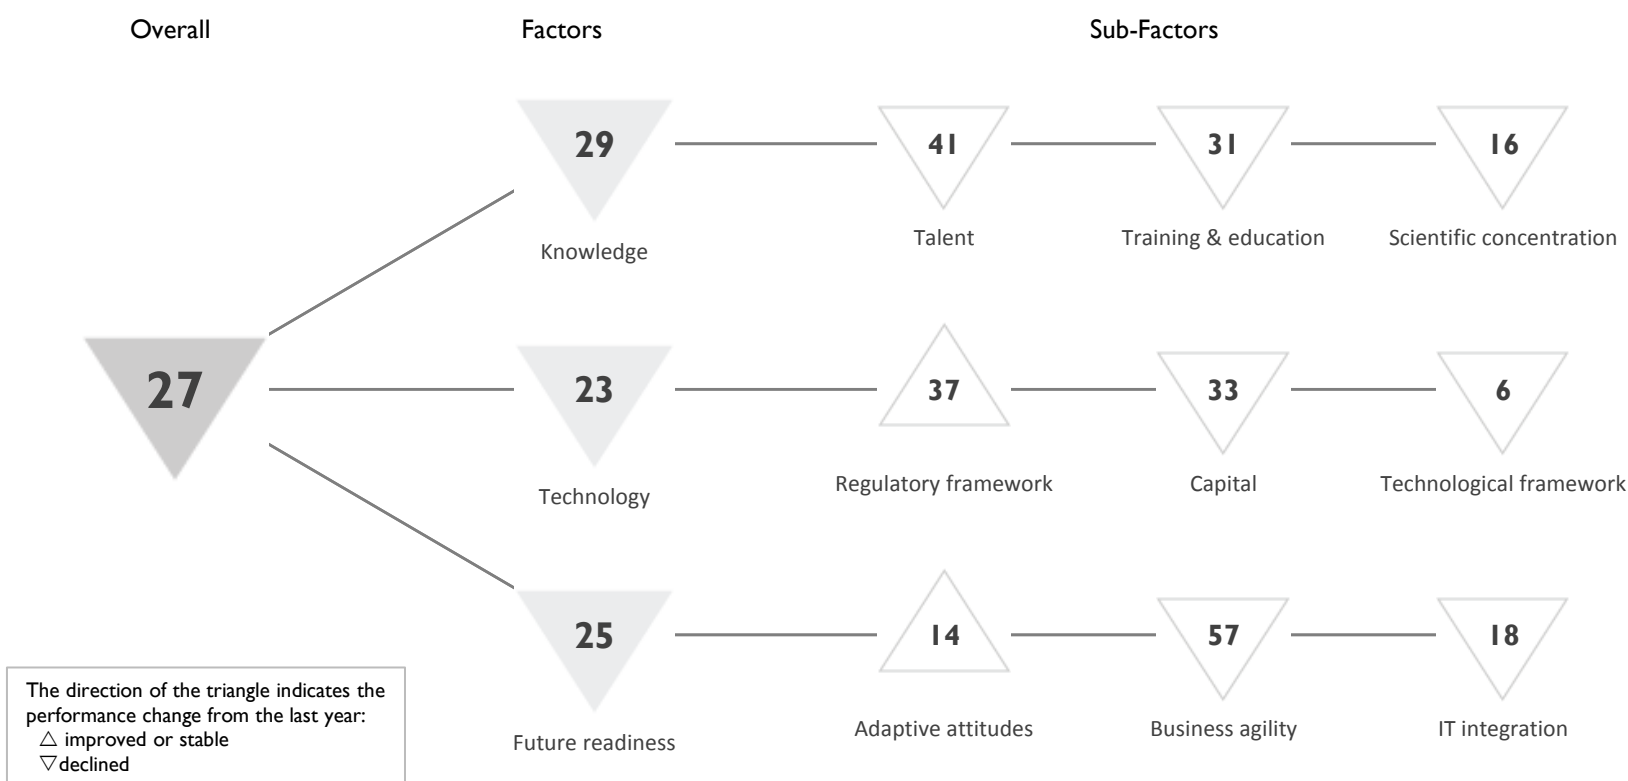 Overall
Factors
Sub-Factors
29
41
31
16
Knowledge
Talent
Training & education
Scientific concentration
27
23
37
33
6
Technology
Regulatory framework
Capital
Technological framework
25
14
57
18
Future readiness
Adaptive attitudes
Business agility
IT integration
The direction of the triangle indicates the
performance change from the last year:
△ improved or stable
▽declined